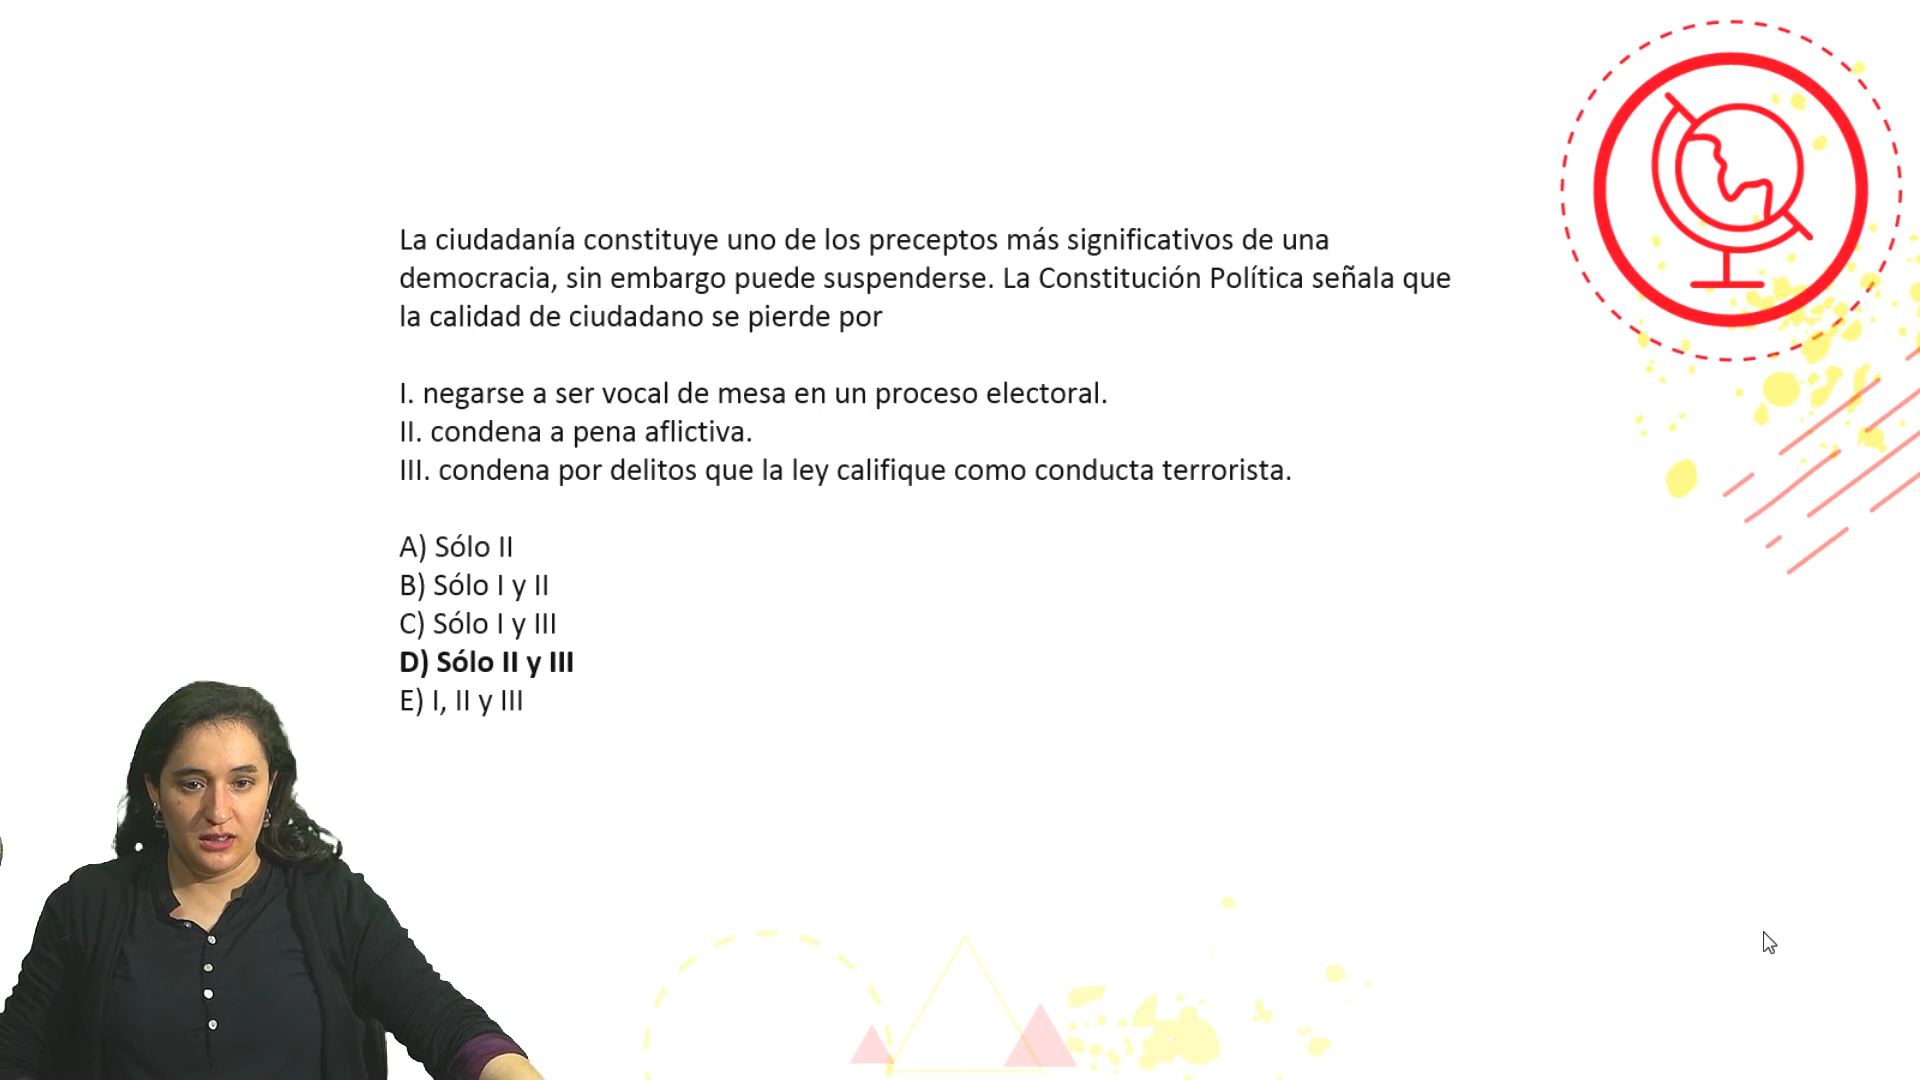 La ciudadanía constituye uno de los preceptos más significativos de una
democracia, sin embargo puede suspenderse. La Constitución Política señala que
la calidad de ciudadano se pierde por
I. negarse a ser vocal de mesa en un proceso electoral.
II. condena a pena aflictiva.
III. condena por delitos que la ley califique como conducta terrorista.
A) Sólo II
B) Sólo I y II
C) Sólo I y III
D) Sólo II y III
E) I, II y III